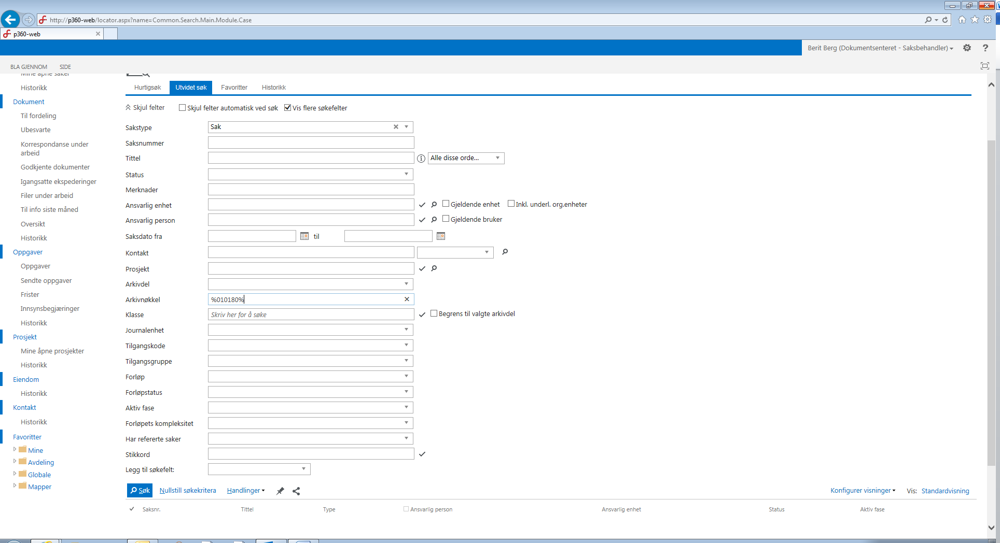 http://p360-web/locator.aspx?name=Common.Search.Main.Module.Case
p360-web
Berit Berg (Dokumentsenteret - Saksbehandler)
?
BLA GJENNOM SIDE
Mine åpne saker
Historikk
Dokument
Til fordeling
Ubesvarte
Korrespondanse under
arbeid
Godkjente dokumenter
Igangsatte ekspederinger
Filer under arbeid
Til info siste måned
Oversikt
Historikk
Oppgaver
Oppgaver
Sendte oppgaver
Frister
Innsynsbegjæringer
Historikk
Prosjekt
Mine åpne prosjekter
Historikk
Eiendom
Historikk
Kontakt
Historikk
Favoritter
Mine
Avdeling
Globale
Mapper
Hurtigsøk Utvidet søk Favoritter Historikk
Skjul felter Skjul felter automatisk ved søk Vis flere søkefelter
Sakstype Sak
Saksnummer
Tittel Alle disse orde...
Status
Merknader
Ansvarlig enhet Gjeldende enhet Inkl. underl. org.enheter
Ansvarlig person Gjeldende bruker
Saksdato fra til
Kontakt
Prosjekt
Arkivdel
Arkivnøkkel %010180%
Klasse Skriv her for å søke Begrens til valgte arkivdel
Journalenhet
Tilgangskode
Tilgangsgruppe
Forløp
Forløpstatus
Aktiv fase
Forløpets kompleksitet
Har refererte saker
Stikkord
Legg til søkefelt:
Søk Nullstill søkekritera Handlinger Konfigurer visninger Vis: Standardvisning
Saksnr. Tittel Type Ansvarlig person Ansvarlig enhet Status Aktiv fase